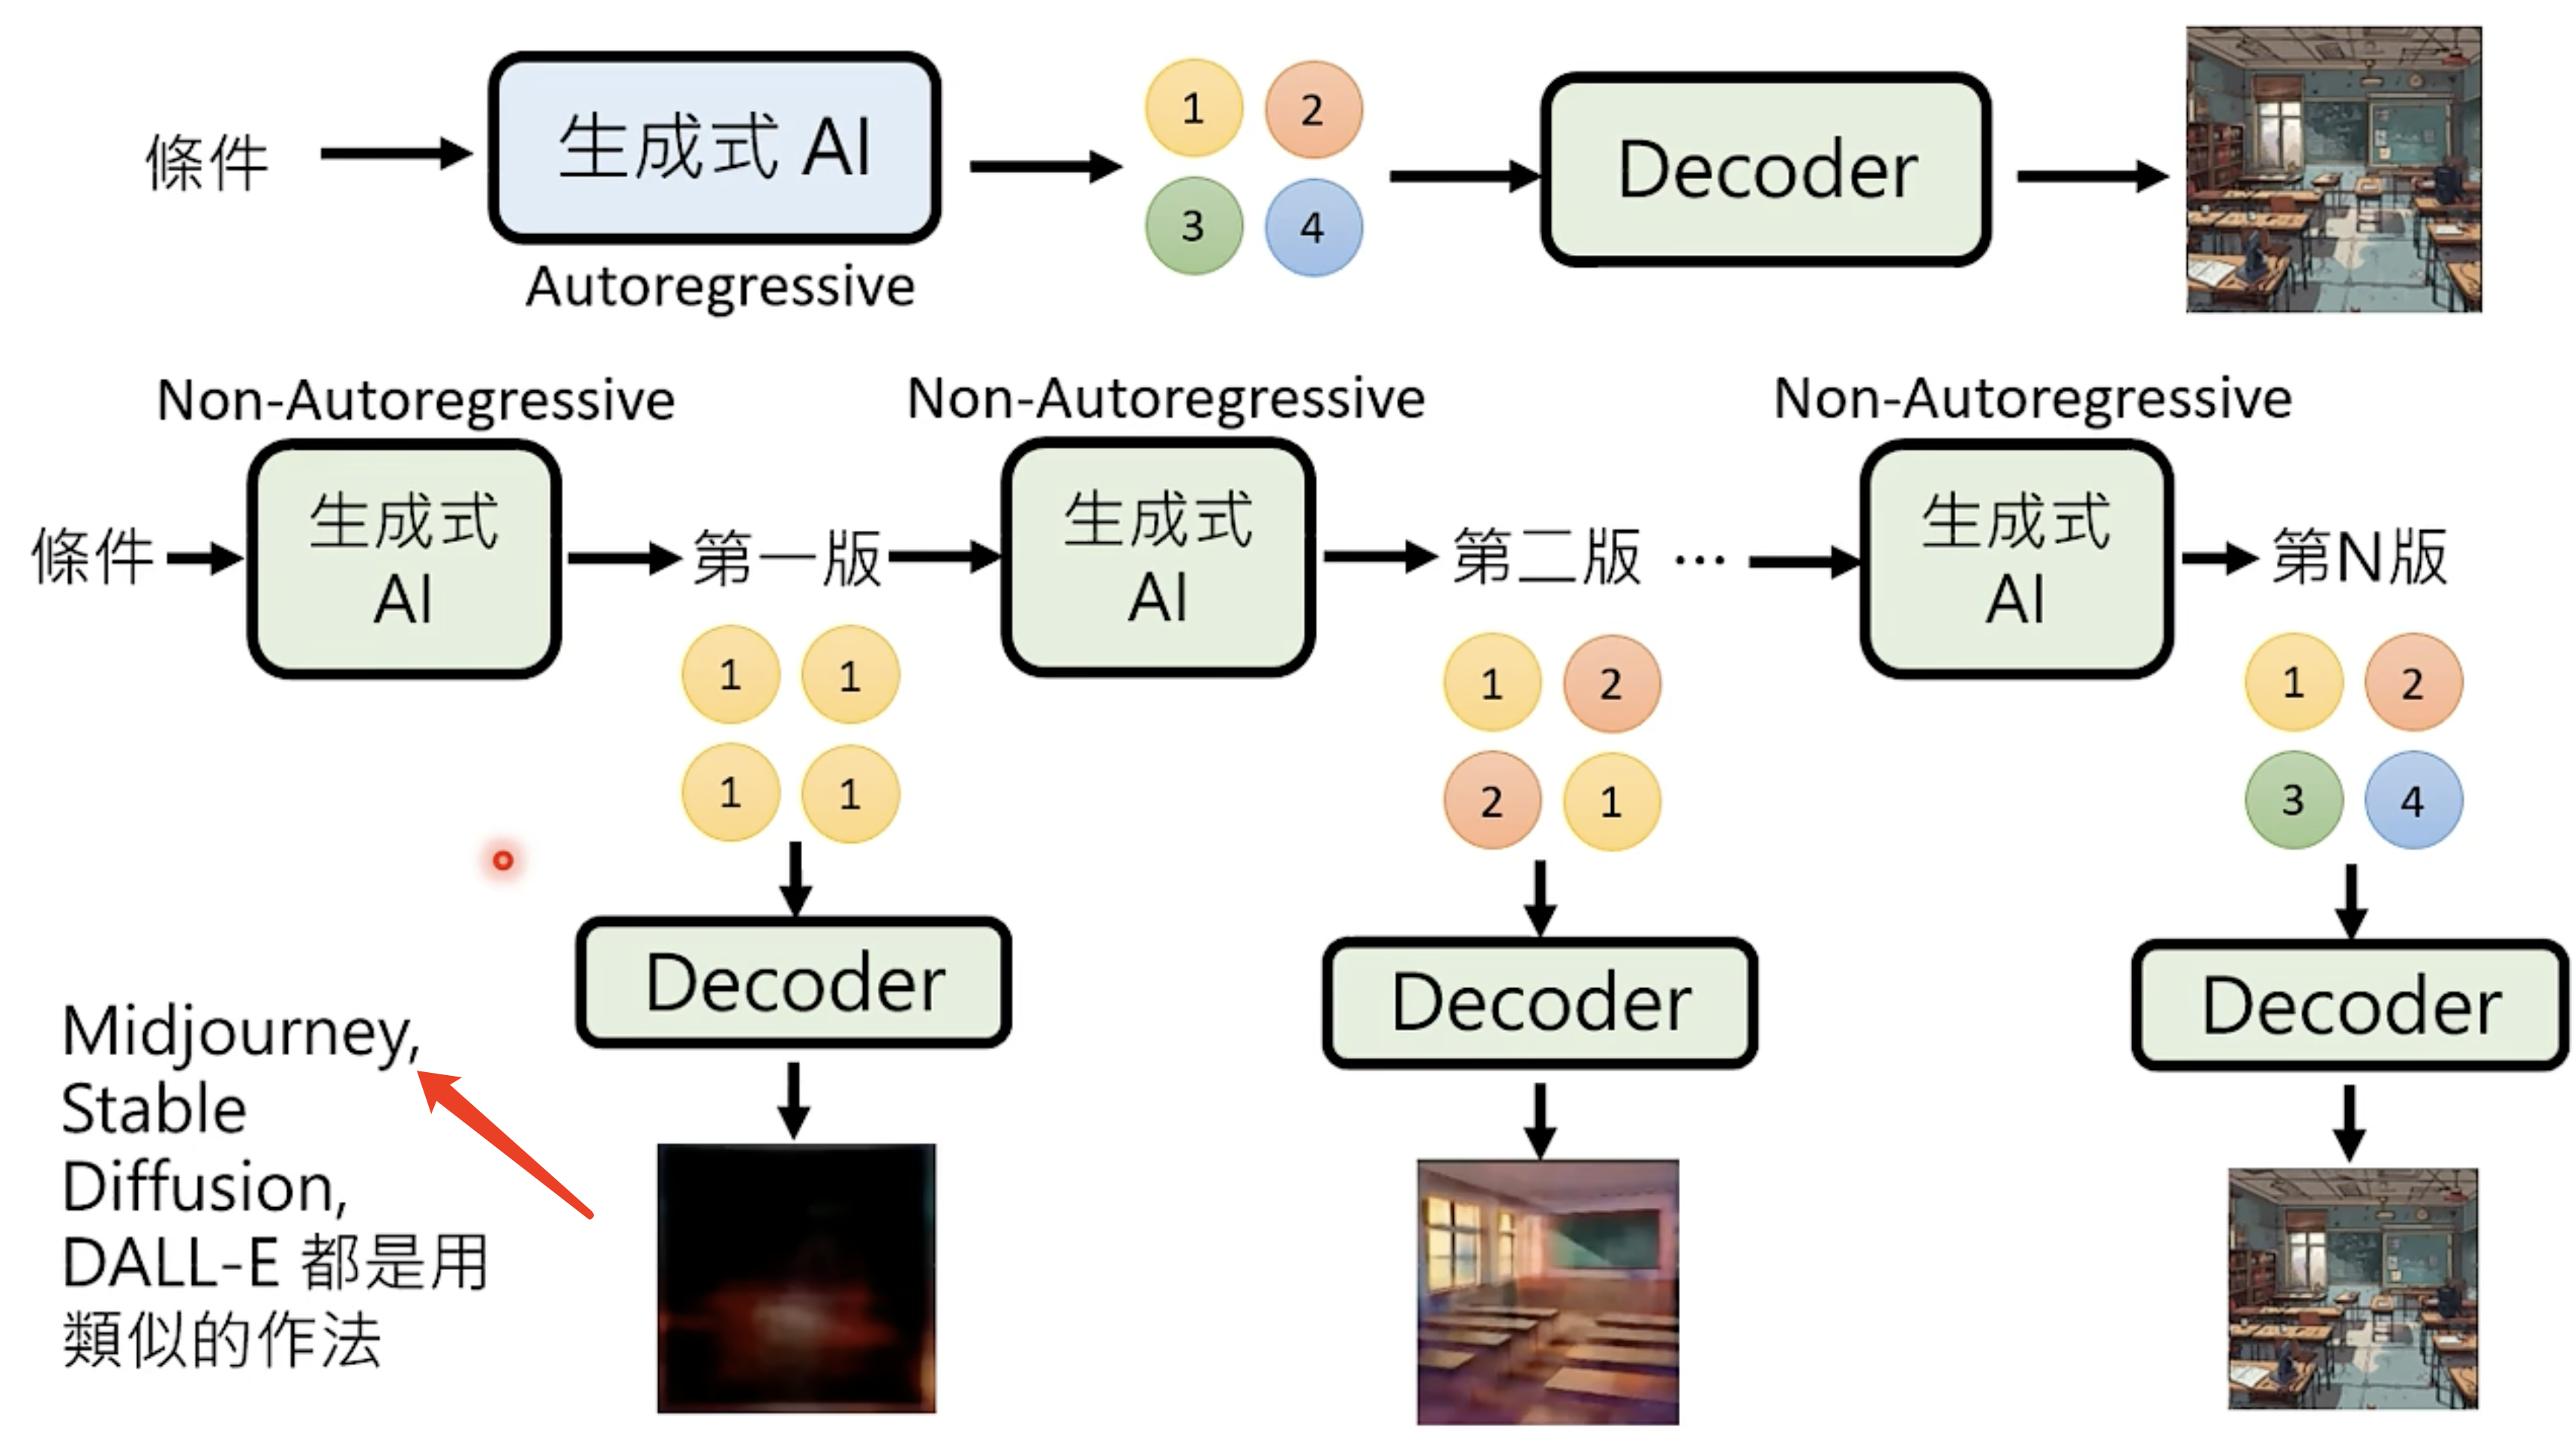 條件
生成式 AI
Autoregressive
1 2
3 4
Decoder
Non-Autoregressive
Non-Autoregressive
Non-Autoregressive
條件
生成式
AI
第一版
生成式
AI
第二版 …
生成式
AI
第N版
1 1
1 1
1 2
2 1
1 2
3 4
Decoder
Decoder
Decoder
Midjourney,
Stable
Diffusion,
DALL-E 都是用
類似的作法